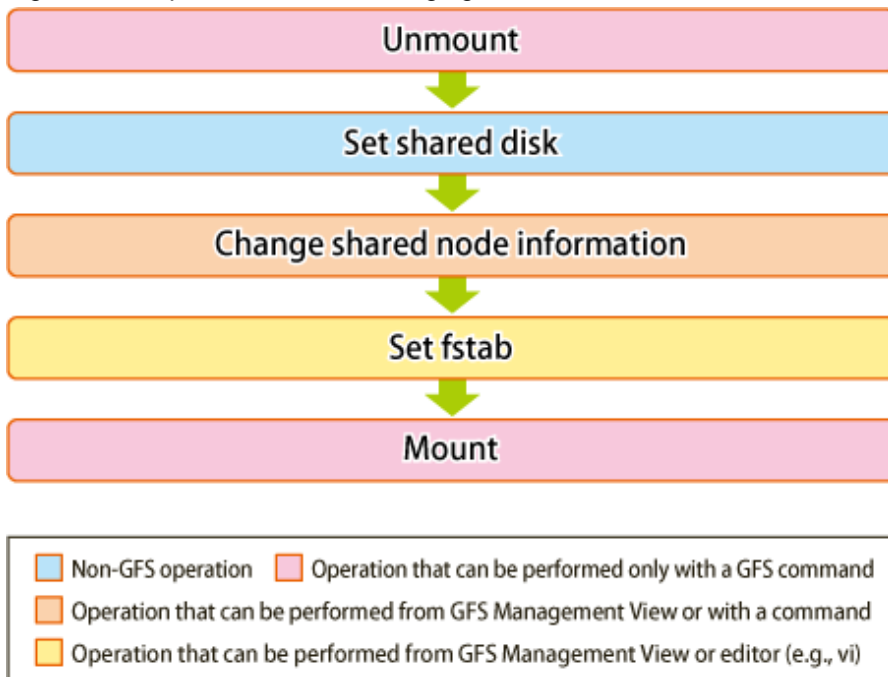 Unmount
Set shared disk
Change shared node information
Set fstab
Mount
Non-GFS operation Operation that can be performed only with a GFS command
Operation that can be performed from GFS Management View or with a command
Operation that can be performed from GFS Management View or editor (e.g., vi)